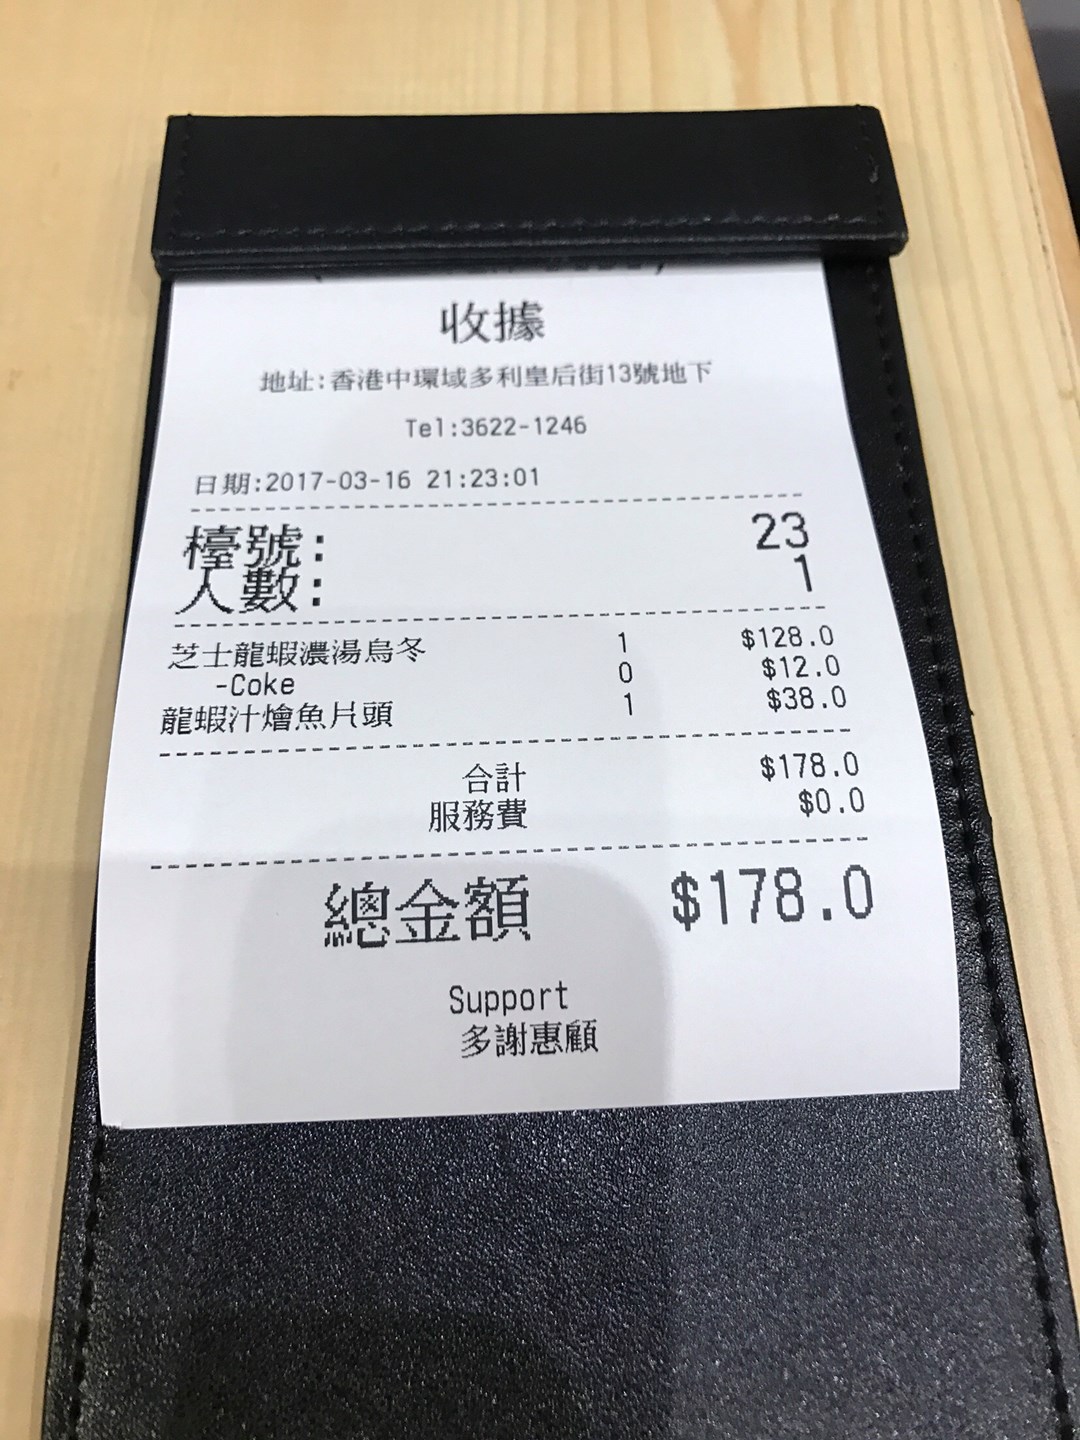 收據
地址:香港中環域多利皇后街13號地下
Tel:3622-1246
日期:2017-03-16 21:23:01
檯號: 23
人數: 1
芝士龍蝦濃湯烏冬 1 $128.0
-Coke 0 $12.0
龍蝦汁燴魚片頭 1 $38.0
合計 $178.0
服務費 $0.0
總金額 $178.0
Support
多謝惠顧